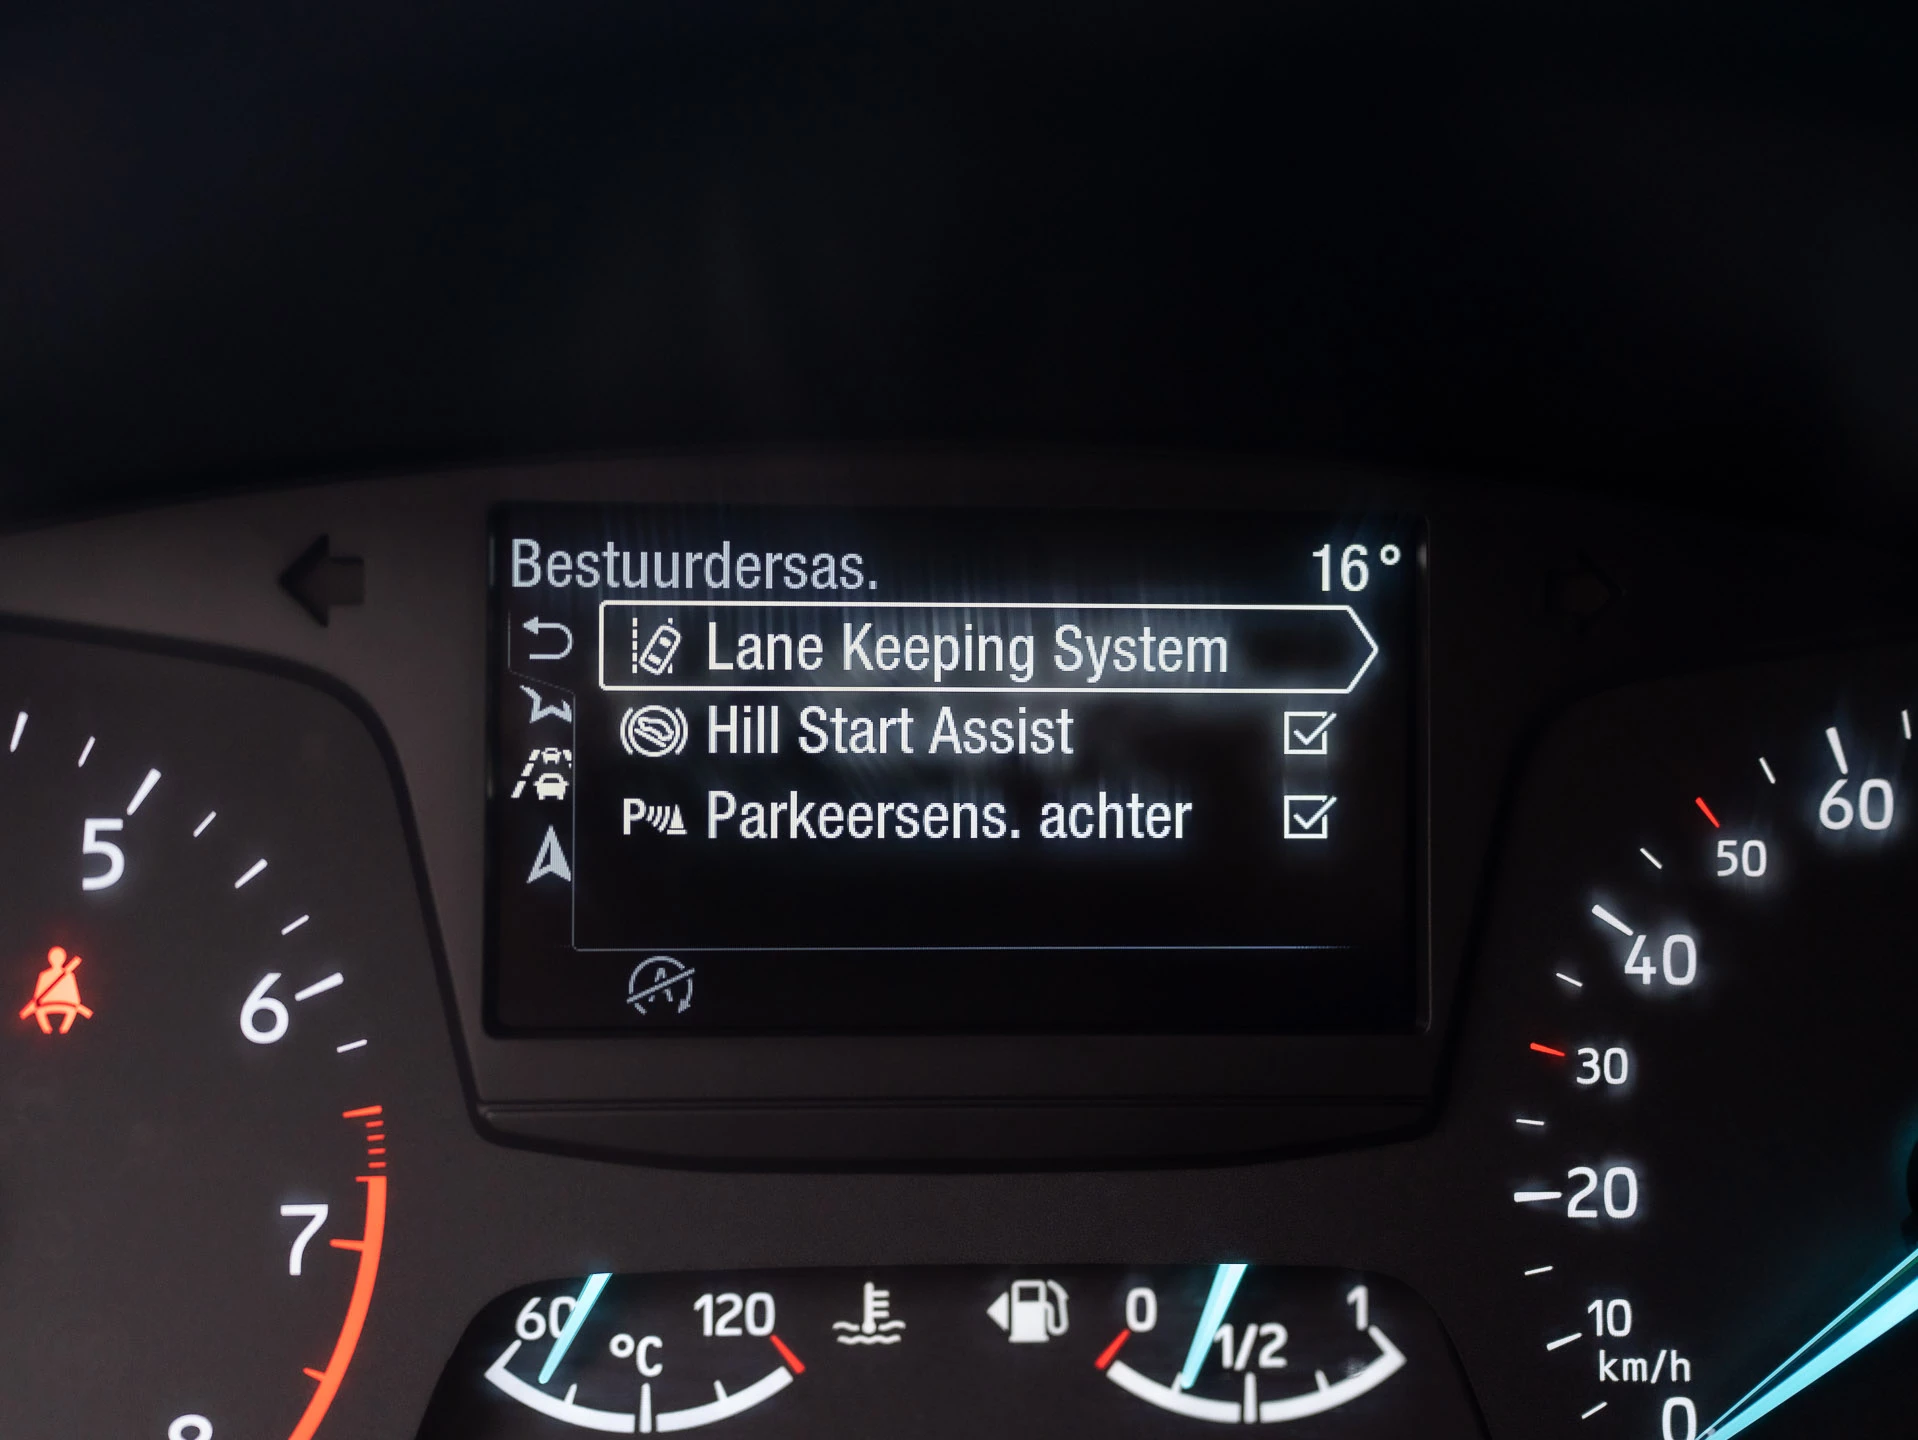 Bestuurdersas. 16°
Lane Keeping System
Hill Start Assist
P Parkeersens. achter
A
5
6
7
8
60
50
40
30
20
10
km/h
0
60 °C 120
0 1/2 1